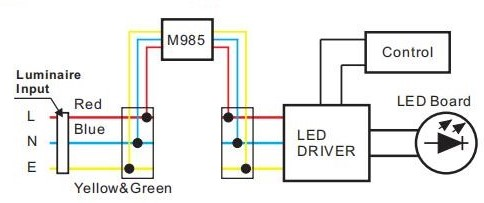 M985
Control
Luminaire
Input
L
Red
N
Blue
E
Yellow&Green
LED
DRIVER
LED Board